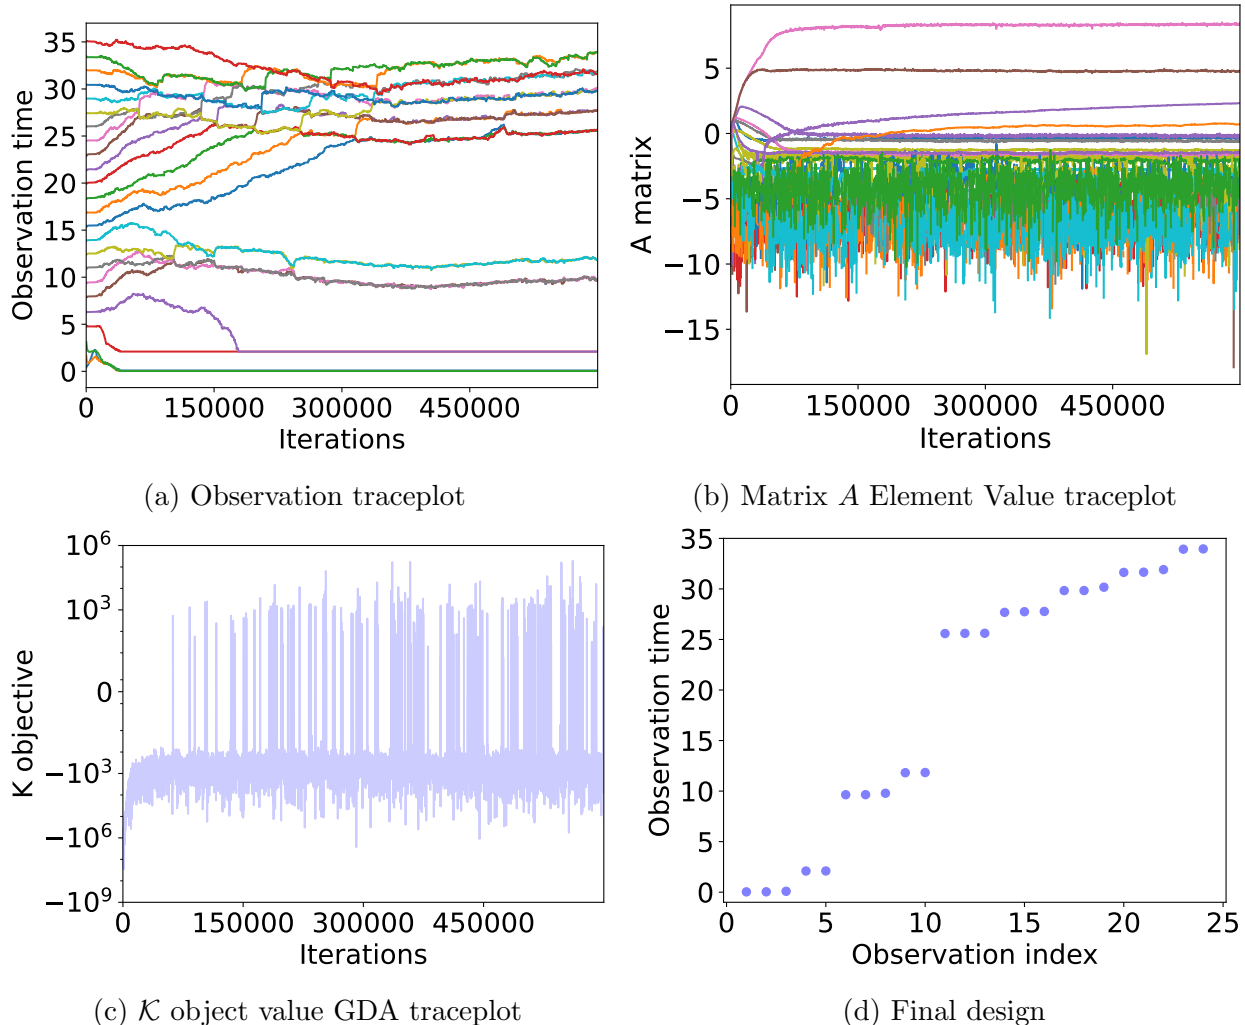 35
30
25
20
15
10
5
0
Observation time
0 150000 300000 450000
Iterations
(a) Observation traceplot
5
0
−5
−10
−15
A matrix
0 150000 300000 450000
Iterations
(b) Matrix A Element Value traceplot
10^6
10^3
0
−10^3
−10^6
−10^9
K objective
0 150000 300000 450000
Iterations
(c) 𝒦 object value GDA traceplot
35
30
25
20
15
10
5
0
Observation time
0 5 10 15 20 25
Observation index
(d) Final design